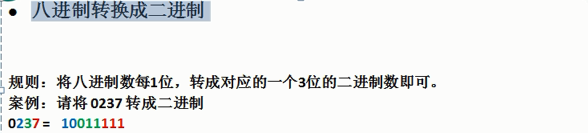 • 八进制转换成二进制
规则：将八进制数每1位，转成对应的一个3位的二进制数即可。
案例：请将 0237 转成二进制
0237 = 10011111